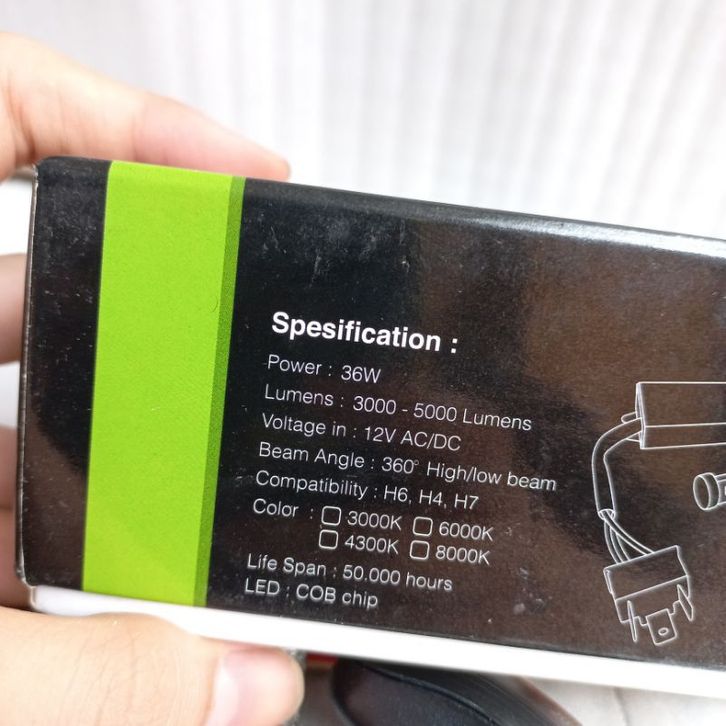 Spesification :
Power : 36W
Lumens : 3000 - 5000 Lumens
Voltage in : 12V AC/DC
Beam Angle : 360° High/low beam
Compatibility : H6, H4, H7
Color : 3000K 6000K
4300K 8000K
Life Span : 50.000 hours
LED : COB chip